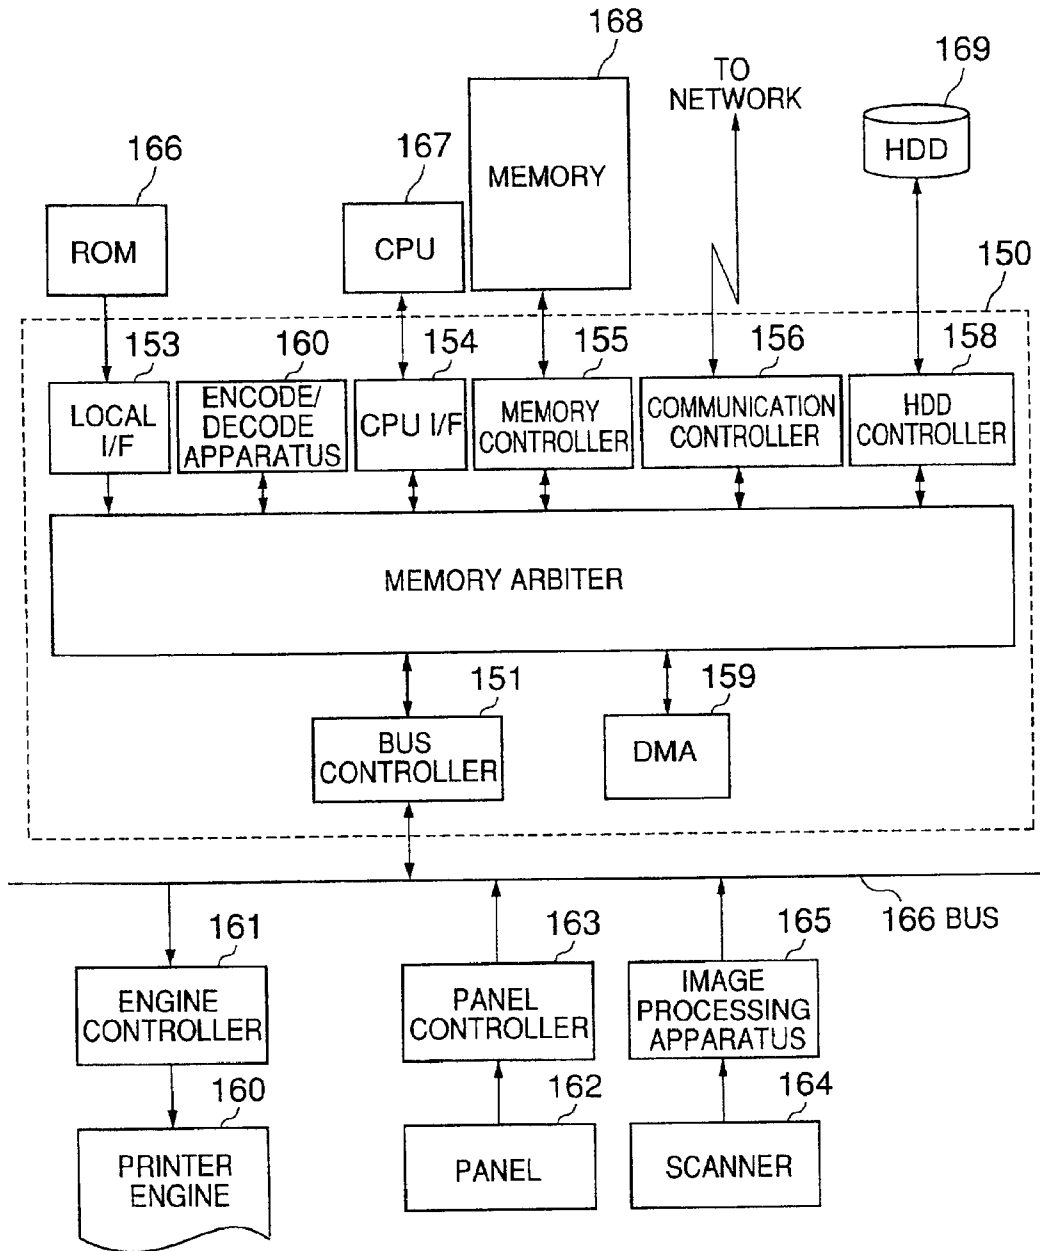 168
TO
NETWORK
169
HDD
166
167
MEMORY
ROM
CPU
150
153
160
154
155
156
158
LOCAL
I/F
ENCODE/
DECODE
APPARATUS
CPU I/F
MEMORY
CONTROLLER
COMMUNICATION
CONTROLLER
HDD
CONTROLLER
MEMORY ARBITER
151
159
BUS
CONTROLLER
DMA
166 BUS
161
163
165
ENGINE
CONTROLLER
PANEL
CONTROLLER
IMAGE
PROCESSING
APPARATUS
160
162
164
PRINTER
ENGINE
PANEL
SCANNER